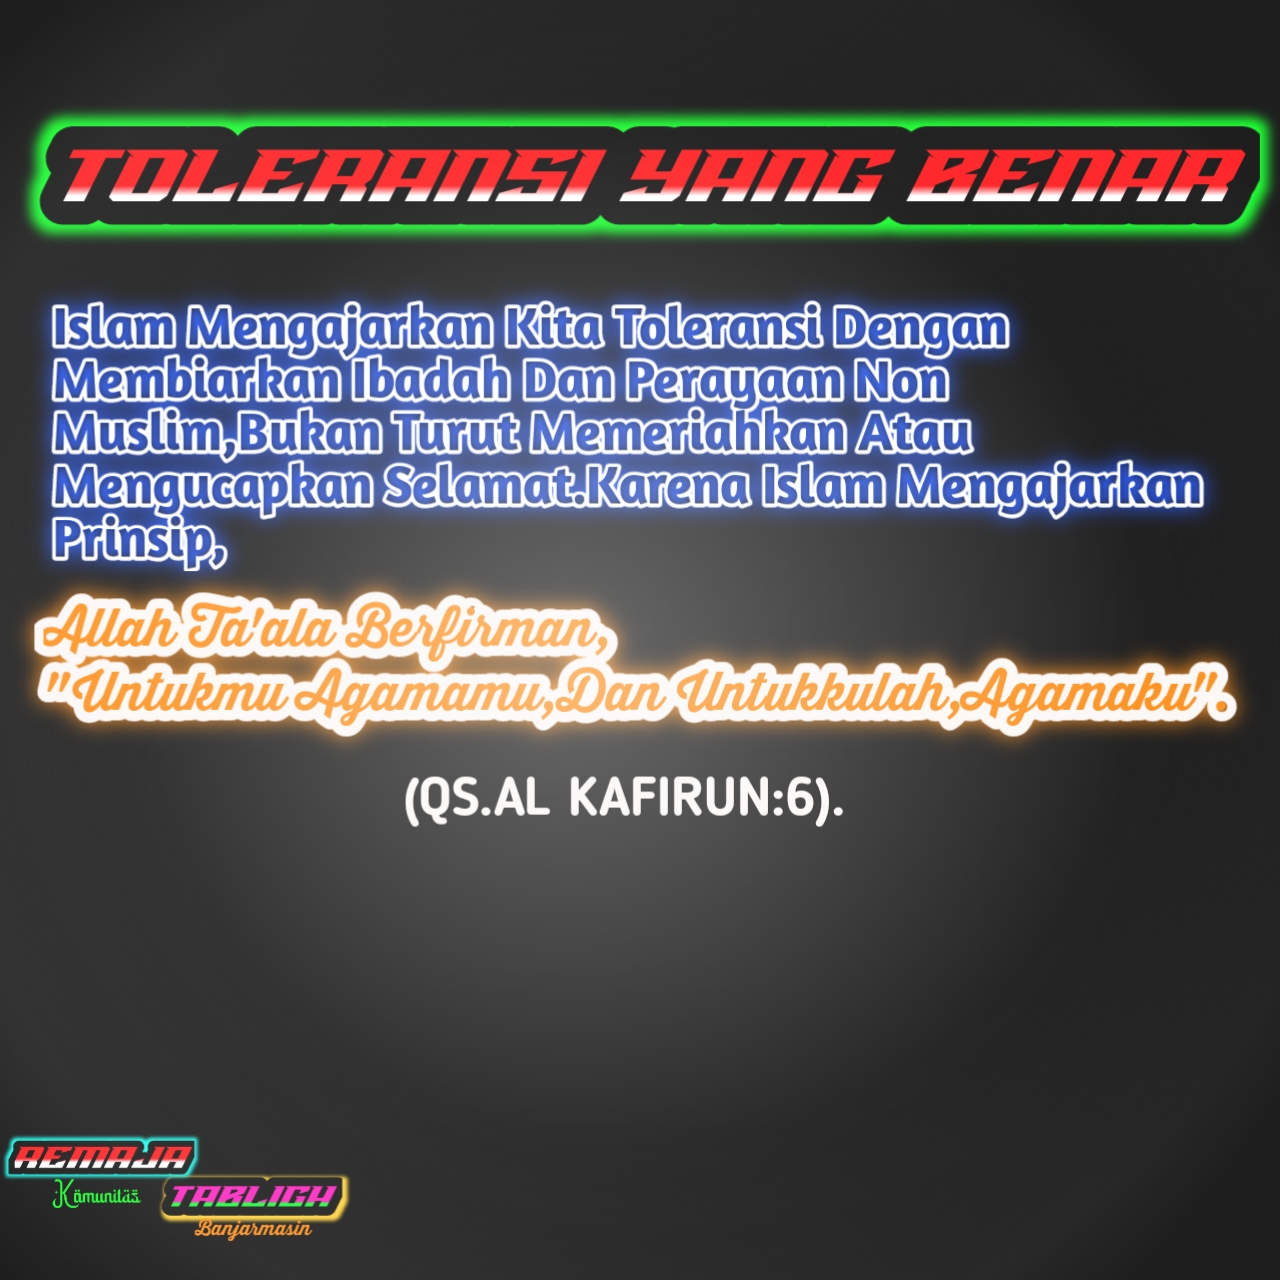 TOLERANSI YANG BENAR
Islam Mengajarkan Kita Toleransi Dengan
Membiarkan Ibadah Dan Perayaan Non
Muslim,Bukan Turut Memeriahkan Atau
Mengucapkan Selamat.Karena Islam Mengajarkan
Prinsip,
Allah Ta'ala Berfirman,
"Untukmu Agamamu,Dan Untukkulah,Agamaku".
(QS.AL KAFIRUN:6).
REMAJA
Kömunitäs
TABLIGH
Banjarmasin